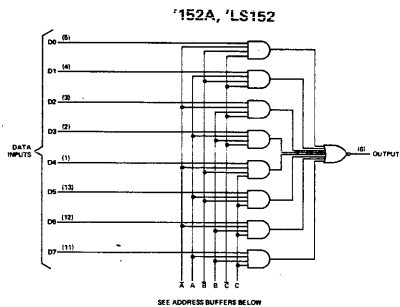 '152A, 'LS152
D0 (5)
D1 (4)
D2 (3)
D3 (2)
D4 (1)
D5 (13)
D6 (12)
D7 (11)
DATA
INPUTS
(6)
OUTPUT
A A B B C C
SEE ADDRESS BUFFERS BELOW